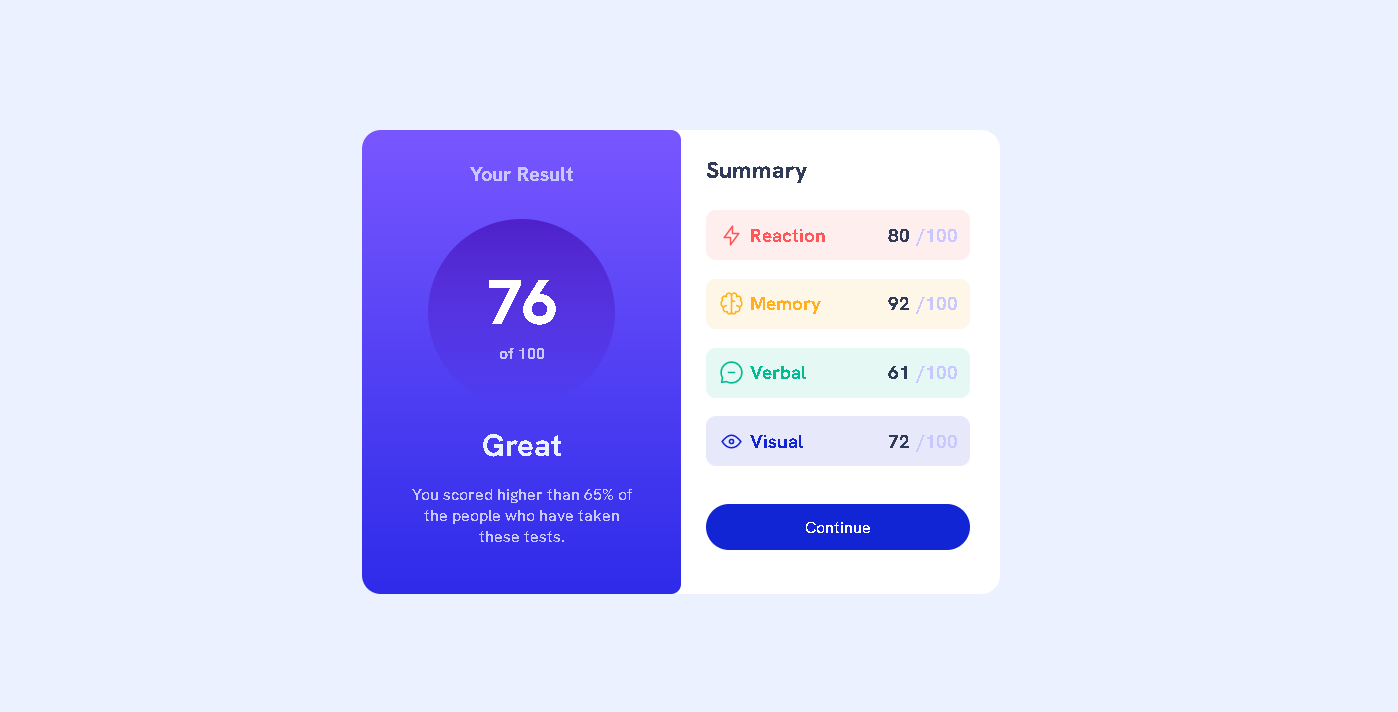 Your Result
76
of 100
Great
You scored higher than 65% of
the people who have taken
these tests.
Summary
Reaction 80 /100
Memory 92 /100
Verbal 61 /100
Visual 72 /100
Continue